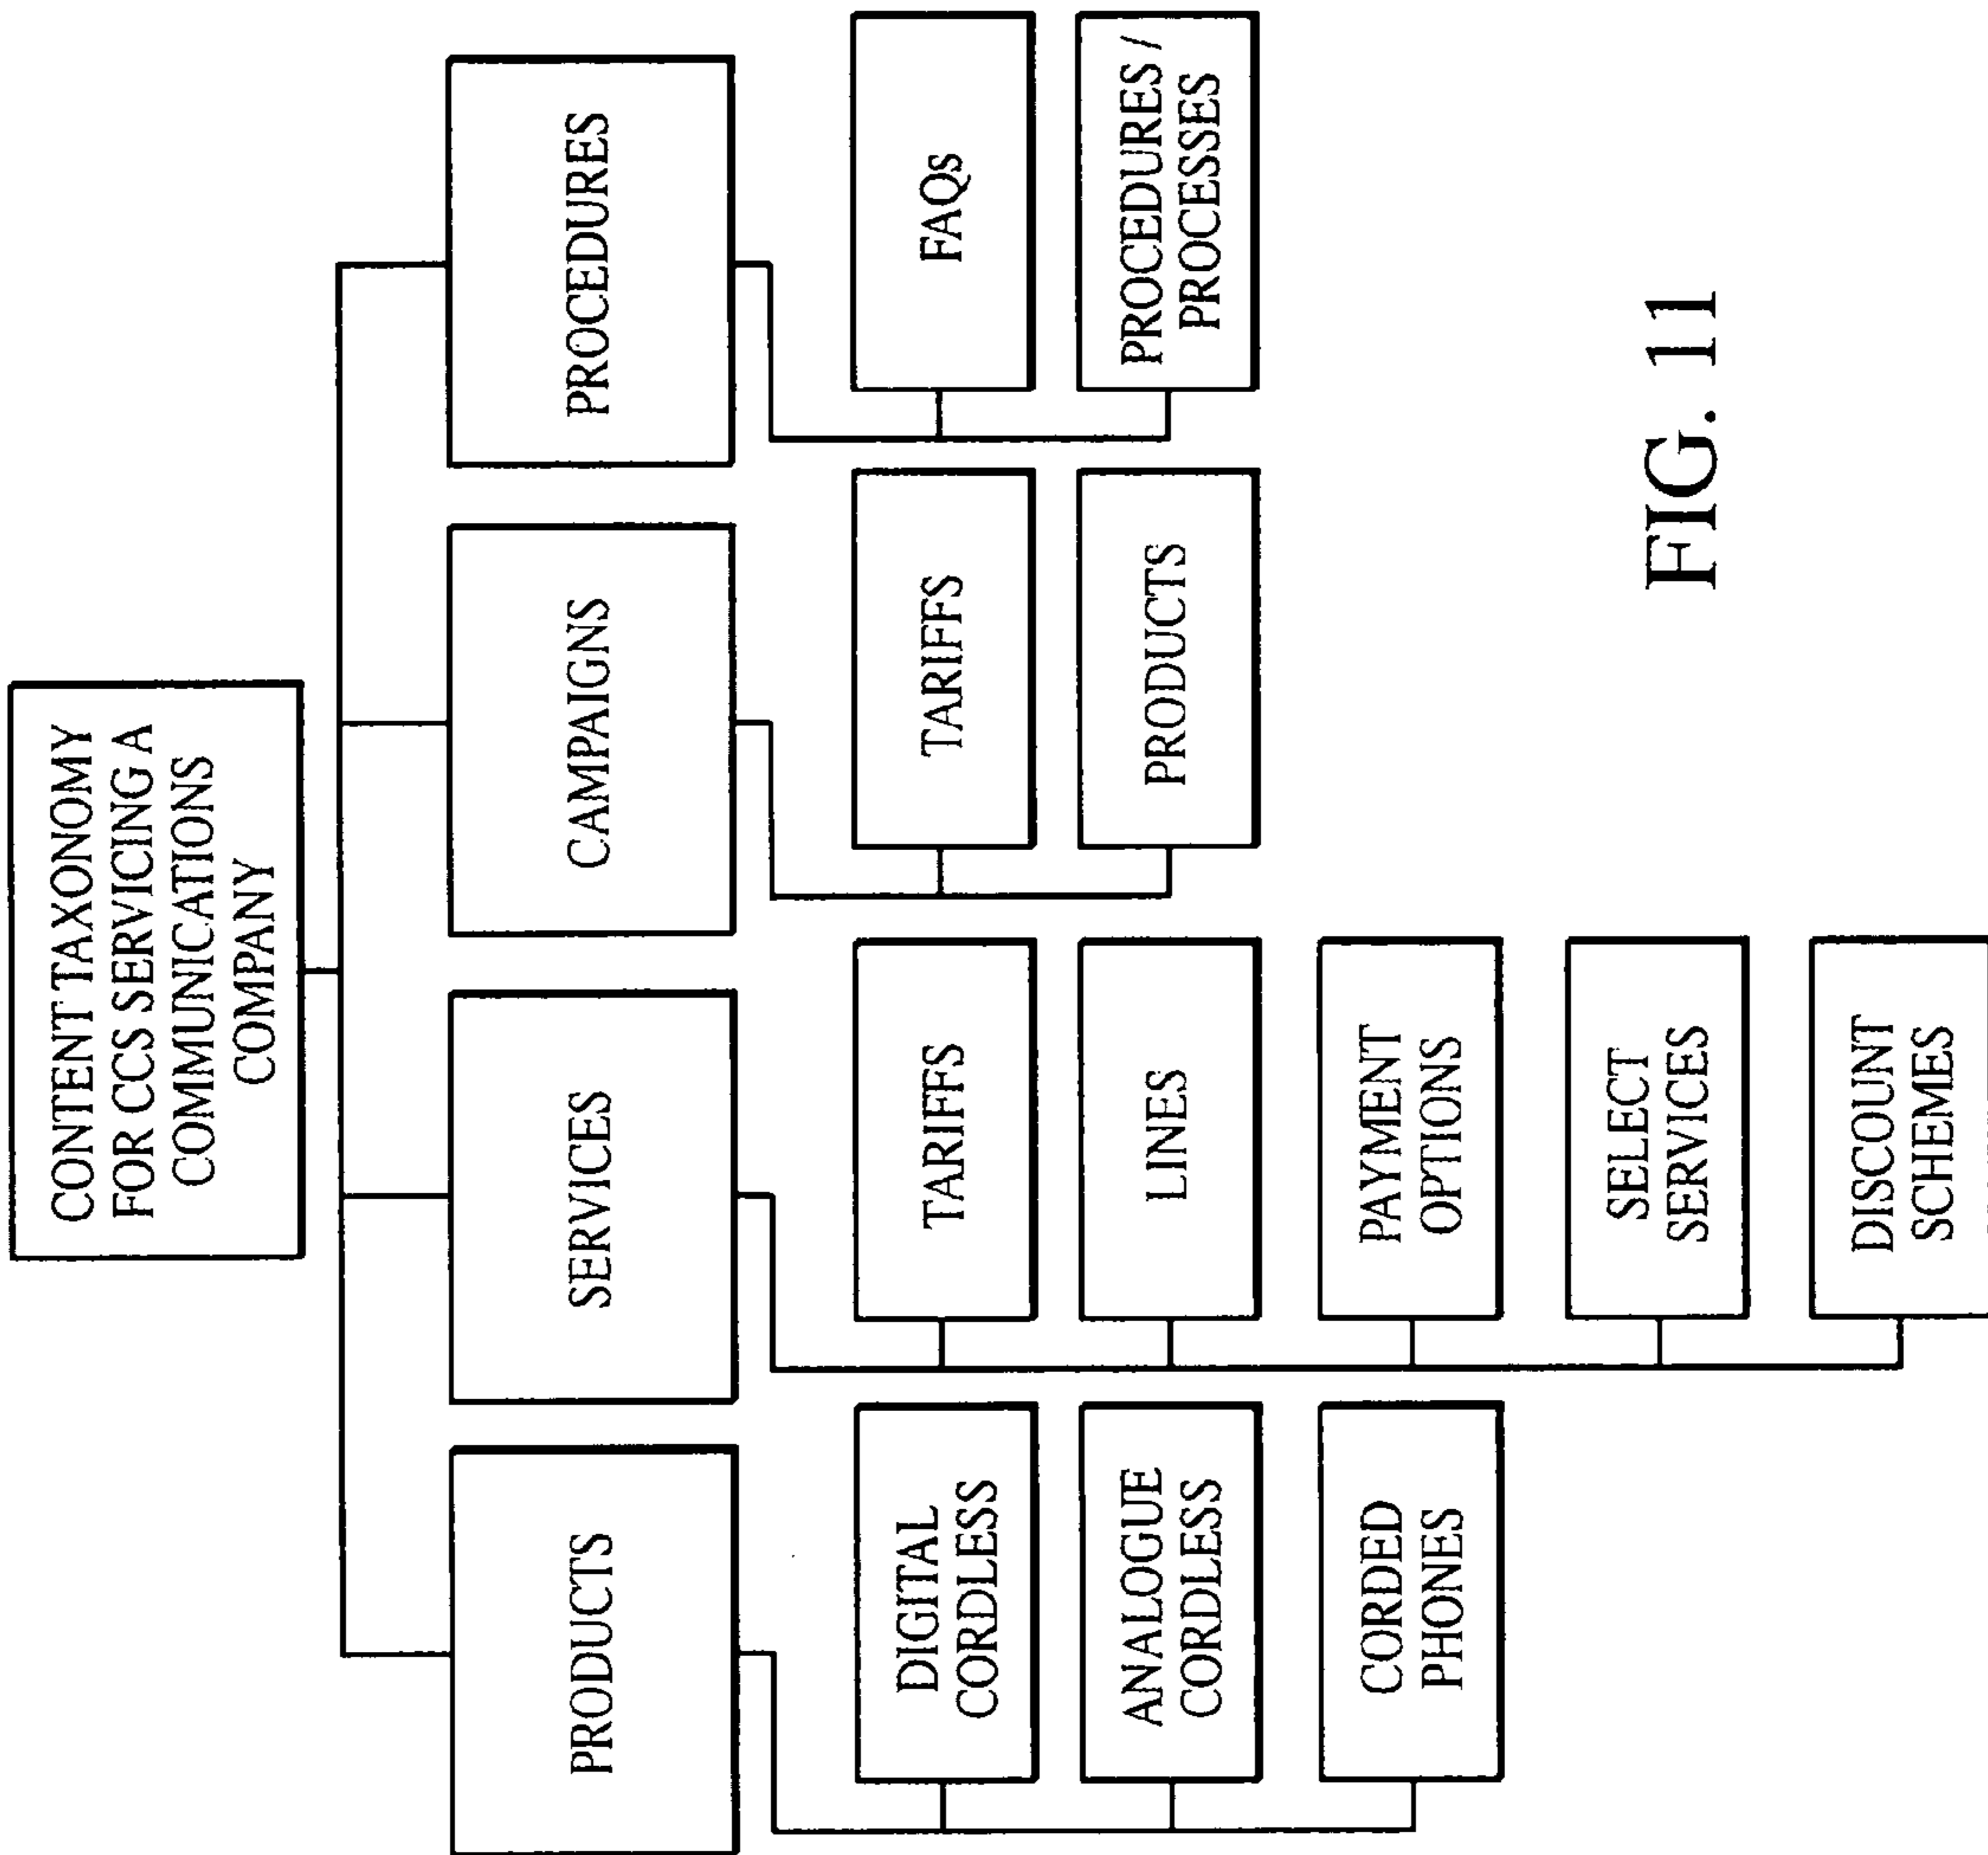 CONTENT TAXONOMY
FOR CCS SERVICING A
COMMUNICATIONS
COMPANY
PRODUCTS
SERVICES
CAMPAIGNS
PROCEDURES
DIGITAL
CORDLESS
ANALOGUE
CORDLESS
CORDED
PHONES
TARIFFS
LINES
PAYMENT
OPTIONS
SELECT
SERVICES
DISCOUNT
SCHEMES
TARIFFS
PRODUCTS
FAQs
PROCEDURES /
PROCESSES
FIG. 11